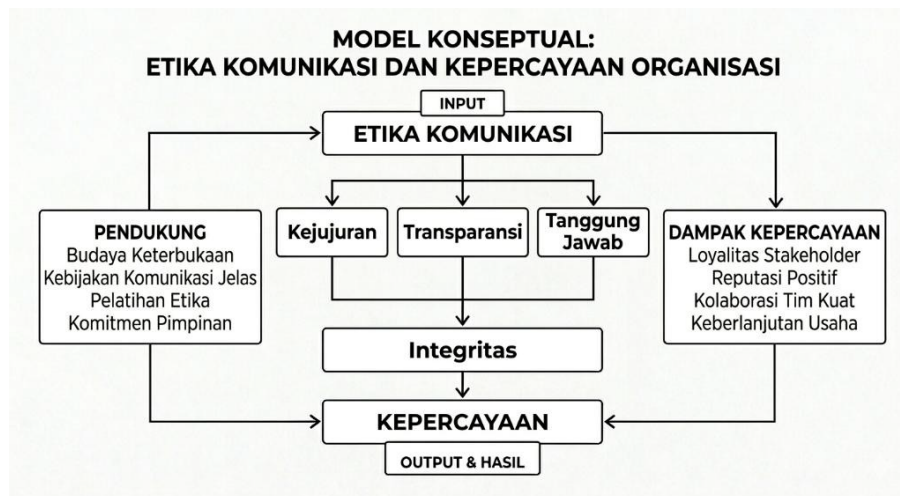 MODEL KONSEPTUAL:
ETIKA KOMUNIKASI DAN KEPERCAYAAN ORGANISASI
INPUT
ETIKA KOMUNIKASI
PENDUKUNG
Budaya Keterbukaan
Kebijakan Komunikasi Jelas
Pelatihan Etika
Komitmen Pimpinan
Kejujuran
Transparansi
Tanggung
Jawab
DAMPAK KEPERCAYAAN
Loyalitas Stakeholder
Reputasi Positif
Kolaborasi Tim Kuat
Keberlanjutan Usaha
Integritas
KEPERCAYAAN
OUTPUT & HASIL